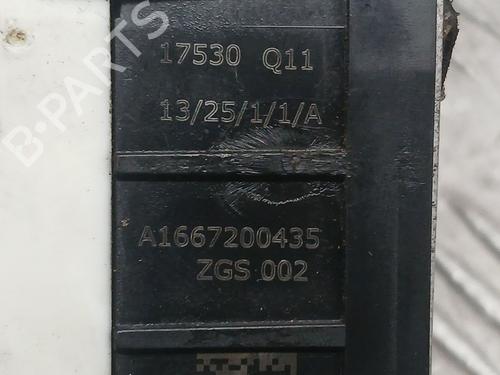 17530 Q11
13/25/1/1/A
A1667200435
ZGS 002
B-PARTS